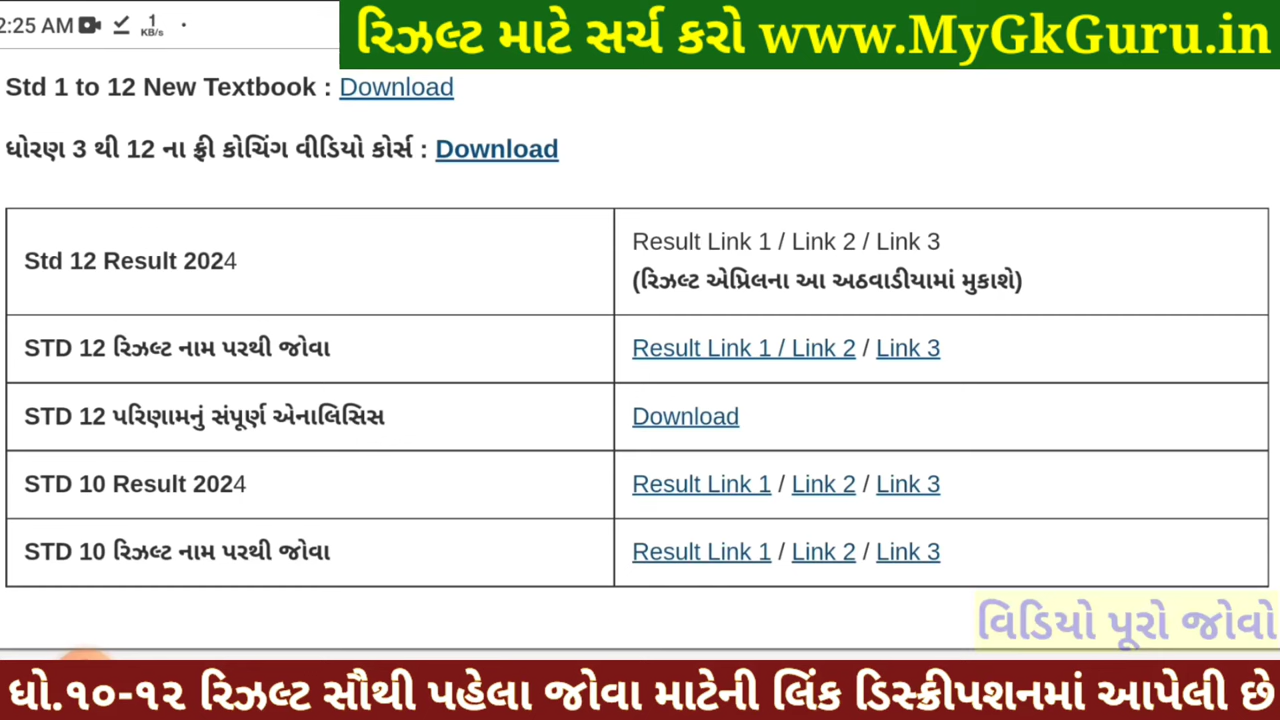 2:25 AM 1 KB/s
રિઝલ્ટ માટે સર્ચ કરો www.MyGkGuru.in
Std 1 to 12 New Textbook : Download
ધોરણ 3 થી 12 ના ફ્રી કોચિંગ વીડિયો કોર્સ : Download
Std 12 Result 2024
Result Link 1 / Link 2 / Link 3
(રિઝલ્ટ એપ્રિલના આ અઠવાડીયામાં મુકાશે)
STD 12 રિઝલ્ટ નામ પરથી જોવા Result Link 1 / Link 2 / Link 3
STD 12 પરિણામનું સંપૂર્ણ એનાલિસિસ Download
STD 10 Result 2024 Result Link 1 / Link 2 / Link 3
STD 10 રિઝલ્ટ નામ પરથી જોવા Result Link 1 / Link 2 / Link 3
વિડિયો પૂરો જોવો
ધો.૧૦-૧૨ રિઝલ્ટ સૌથી પહેલા જોવા માટેની લિંક ડિસ્ક્રીપશનમાં આપેલી છે